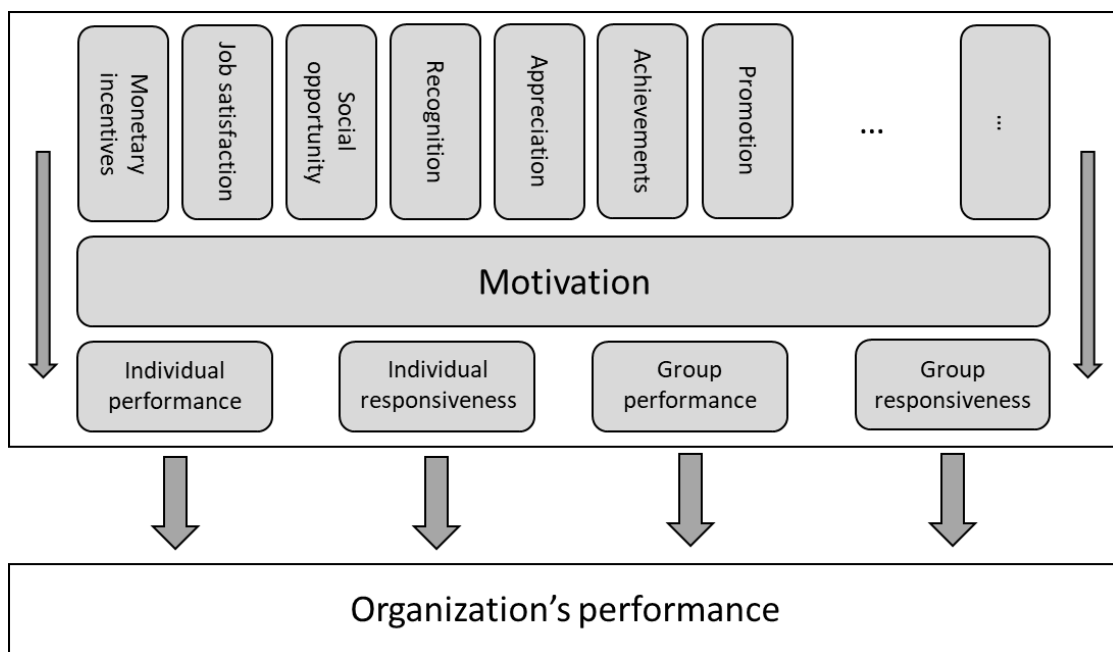 Monetary
incentives
Job satisfaction
Social
opportunity
Recognition
Appreciation
Achievements
Promotion
...
...
Motivation
Individual
performance
Individual
responsiveness
Group
performance
Group
responsiveness
Organization's performance